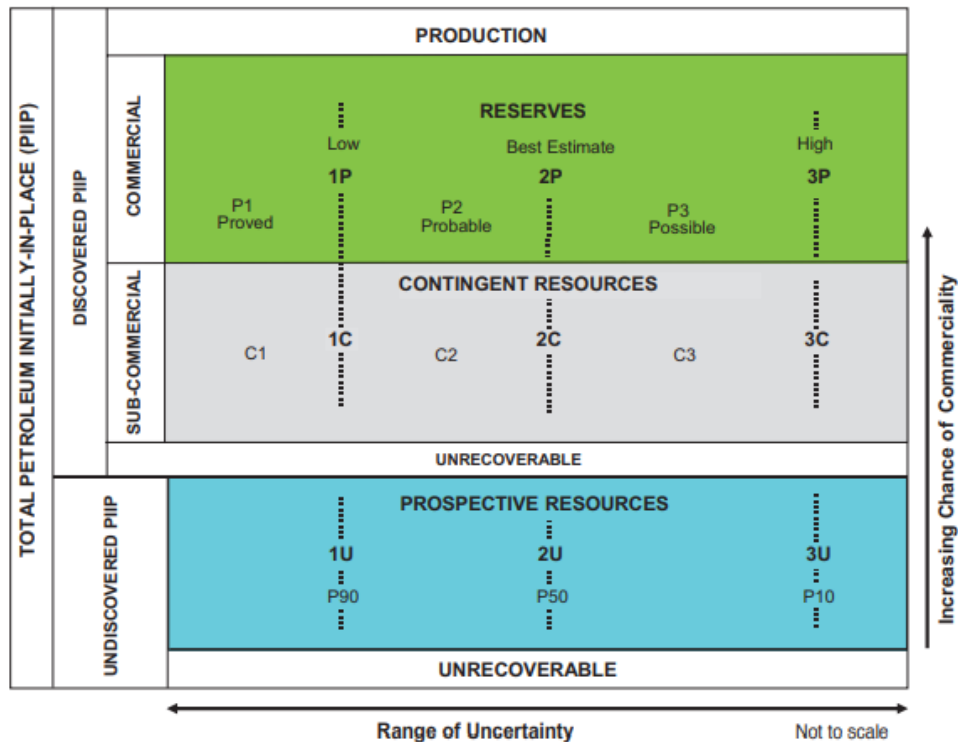 TOTAL PETROLEUM INITIALLY-IN-PLACE (PIIP)
DISCOVERED PIIP
UNDISCOVERED PIIP
COMMERCIAL
SUB-COMMERCIAL
PRODUCTION
RESERVES
Low
Best Estimate
High
1P
2P
3P
P1
Proved
P2
Probable
P3
Possible
CONTINGENT RESOURCES
1C
2C
3C
C1
C2
C3
UNRECOVERABLE
PROSPECTIVE RESOURCES
1U
2U
3U
P90
P50
P10
UNRECOVERABLE
Increasing Chance of Commerciality
Range of Uncertainty
Not to scale